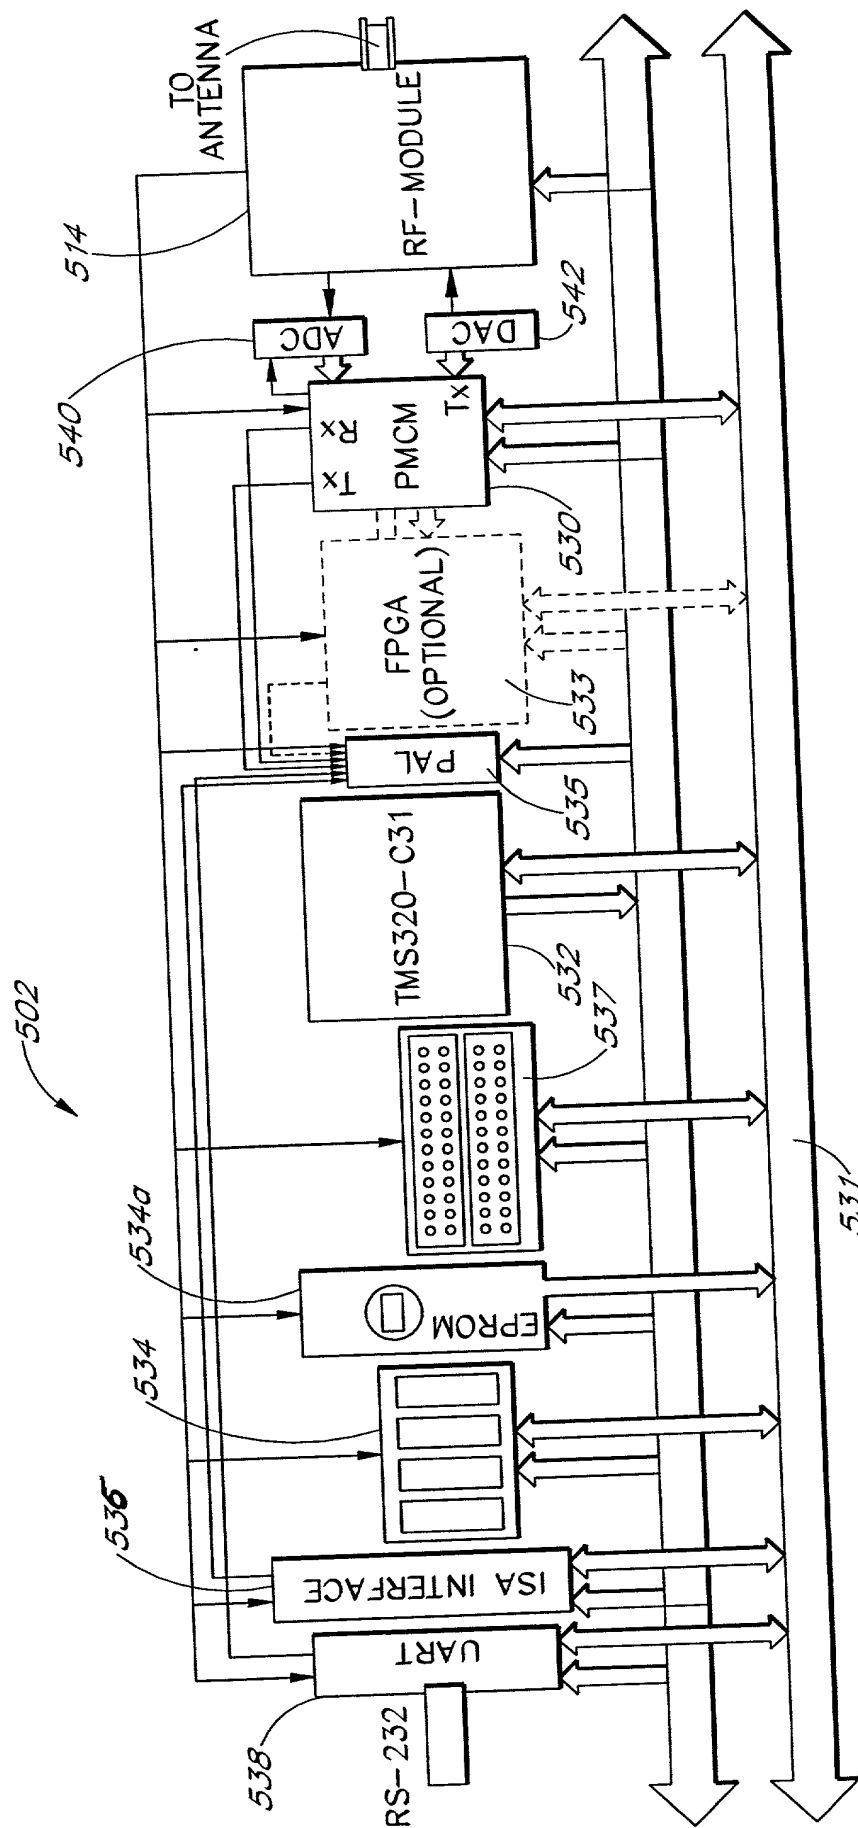 502
TO
ANTENNA
514
RF-MODULE
540
ADC
DAC
542
Rx
Tx
Tx
PMCM
530
FPGA
(OPTIONAL)
533
PAL
535
TMS320-C31
532
537
534a
EPROM
534
536
ISA INTERFACE
UART
538
RS-232
531